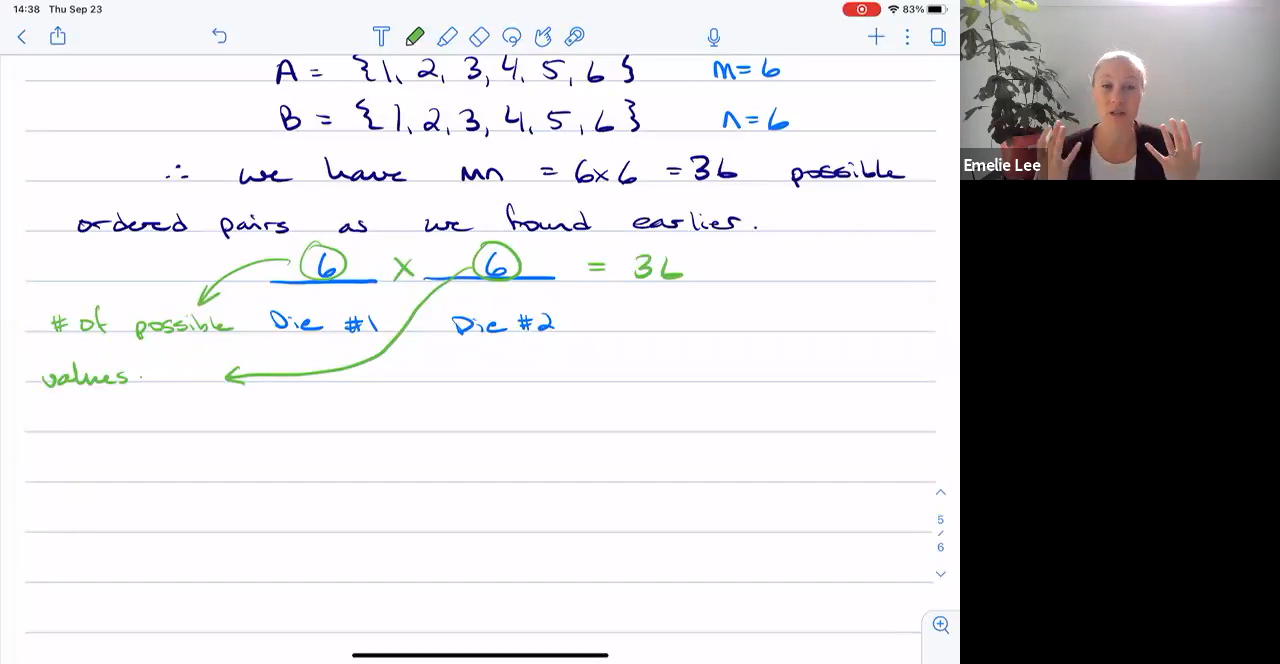 14:38 Thu Sep 23
83%
A = {1, 2, 3, 4, 5, 6} m=6
B = {1, 2, 3, 4, 5, 6} n=6
∴ we have mn = 6x6 = 36 possible
ordered pairs as we found earlier.
6 x 6 = 36
# of possible Die #1 Die #2
values.
5
/
6
Emelie Lee